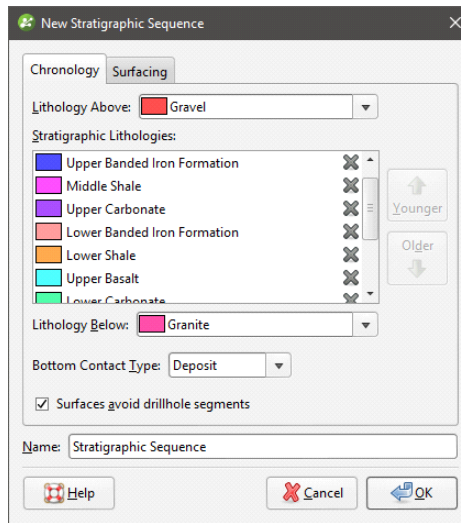 New Stratigraphic Sequence
Chronology Surfacing
Lithology Above: Gravel
Stratigraphic Lithologies:
Upper Banded Iron Formation
Middle Shale
Upper Carbonate
Lower Banded Iron Formation
Lower Shale
Upper Basalt
Lower Carbonate
Younger
Older
Lithology Below: Granite
Bottom Contact Type: Deposit
Surfaces avoid drillhole segments
Name: Stratigraphic Sequence
Help Cancel OK